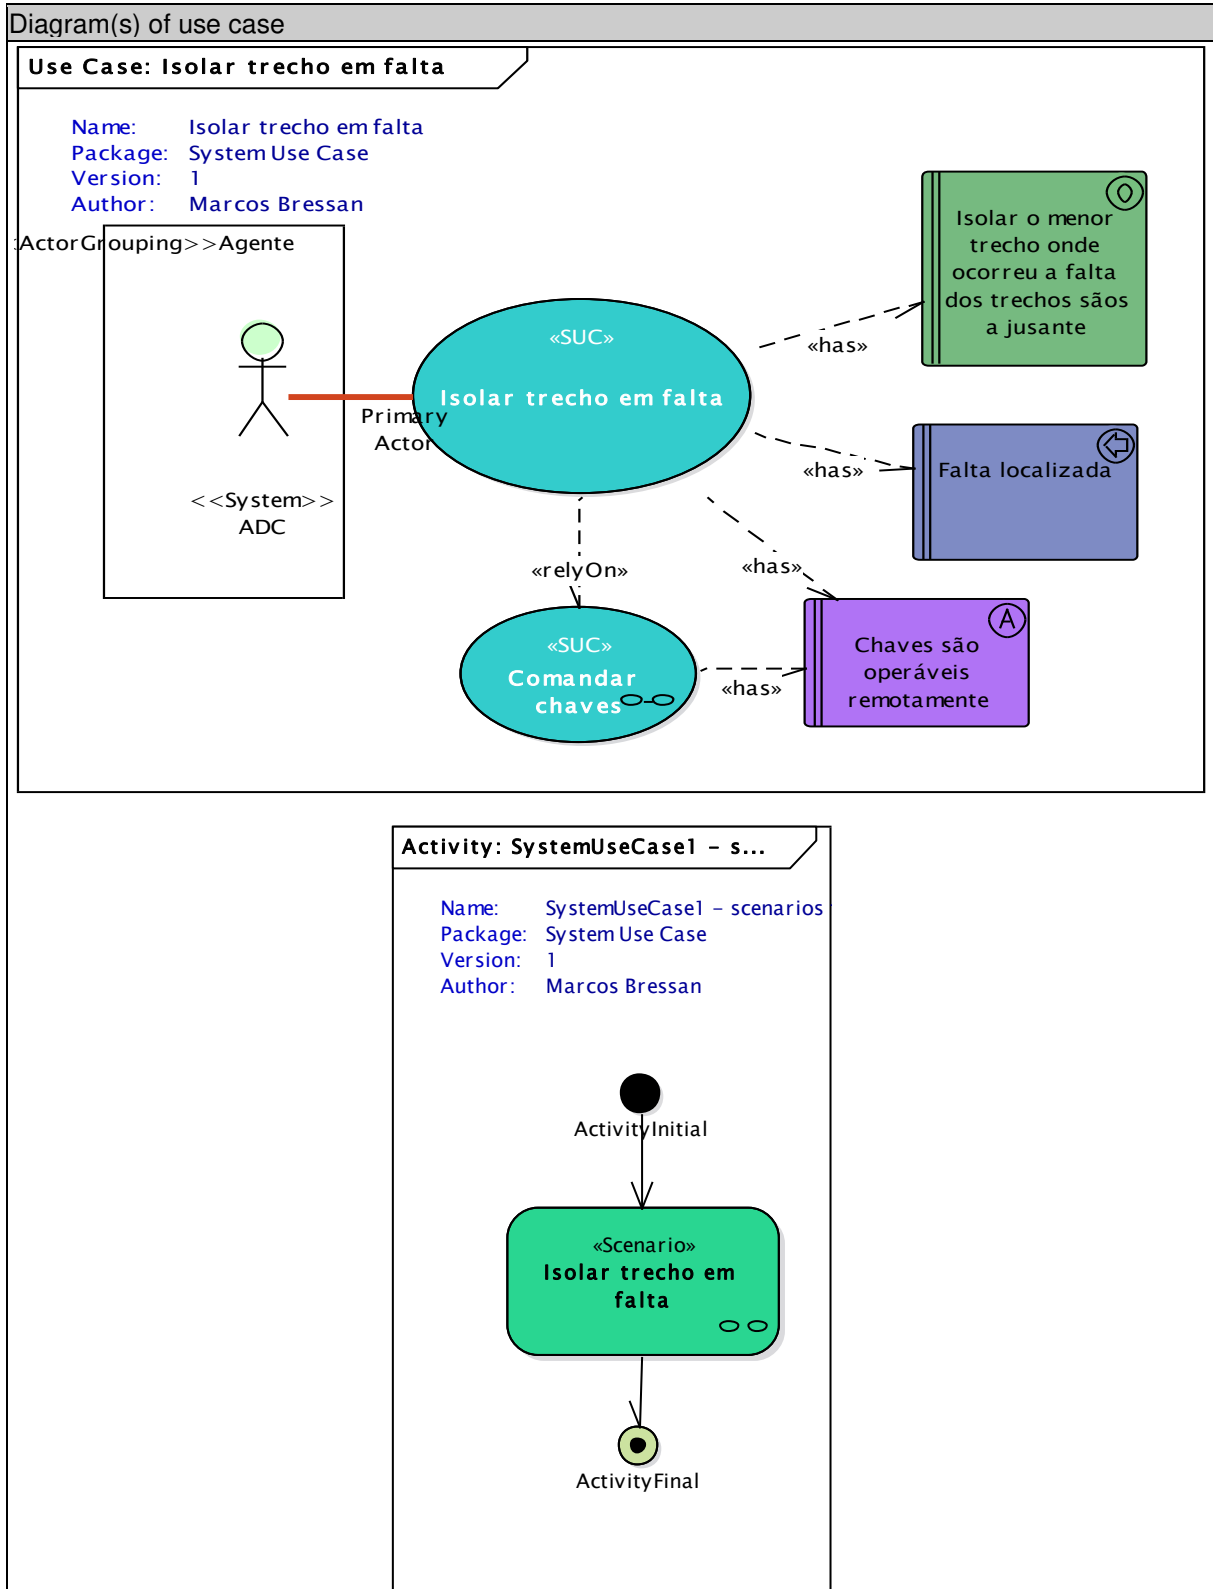 Diagram(s) of use case
Use Case: Isolar trecho em falta
Name: Isolar trecho em falta
Package: System Use Case
Version: 1
Author: Marcos Bressan
ActorGrouping>>Agente
<<System>>
ADC
Primary
Actor
«SUC»
Isolar trecho em falta
«has»
Isolar o menor
trecho onde
ocorreu a falta
dos trechos sãos
a jusante
«has»
Falta localizada
«relyOn»
«has»
«SUC»
Comandar
chaves
«has»
A
Chaves são
operáveis
remotamente
Activity: SystemUseCase1 - s...
Name: SystemUseCase1 - scenarios
Package: System Use Case
Version: 1
Author: Marcos Bressan
ActivityInitial
«Scenario»
Isolar trecho em
falta
ActivityFinal